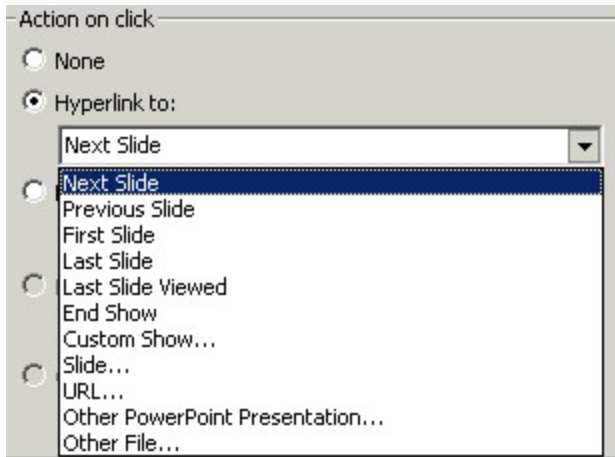 Action on click
None
Hyperlink to:
Next Slide
Next Slide
Previous Slide
First Slide
Last Slide
Last Slide Viewed
End Show
Custom Show...
Slide...
URL...
Other PowerPoint Presentation...
Other File...